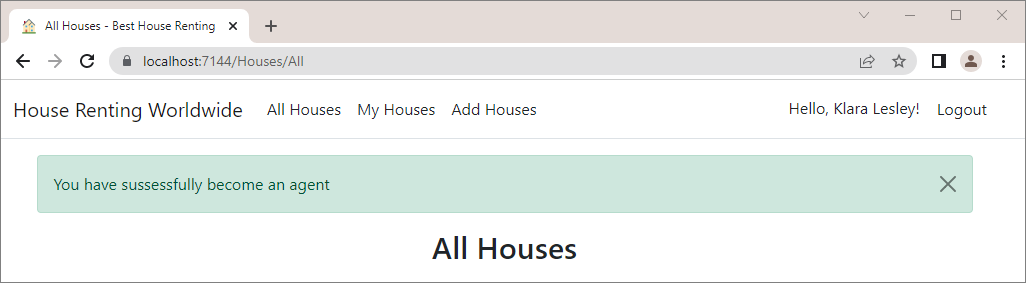 All Houses - Best House Renting
localhost:7144/Houses/All
House Renting Worldwide All Houses My Houses Add Houses Hello, Klara Lesley! Logout
You have sussessfully become an agent
All Houses